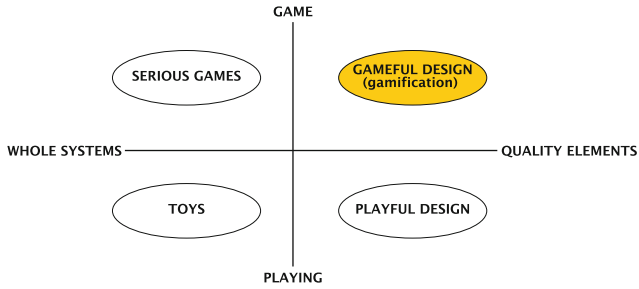 GAME
SERIOUS GAMES
GAMEFUL DESIGN
(gamification)
WHOLE SYSTEMS
QUALITY ELEMENTS
TOYS
PLAYFUL DESIGN
PLAYING